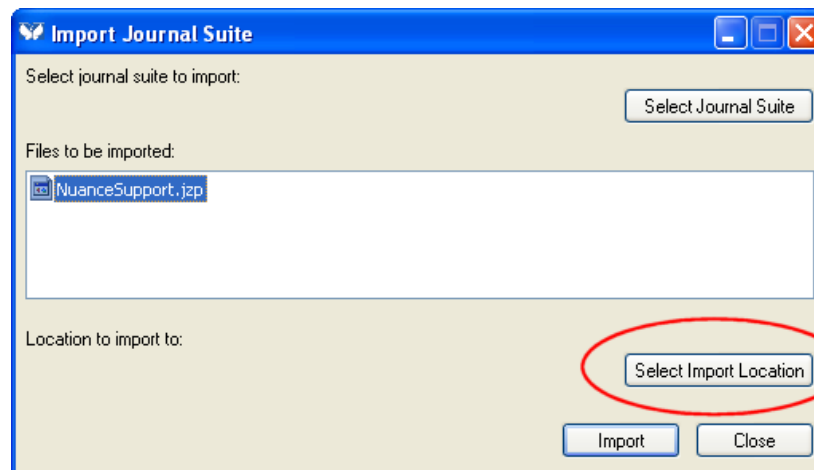 Import Journal Suite
Select journal suite to import:
Select Journal Suite
Files to be imported:
NuanceSupport.jzp
Location to import to:
Select Import Location
Import Close